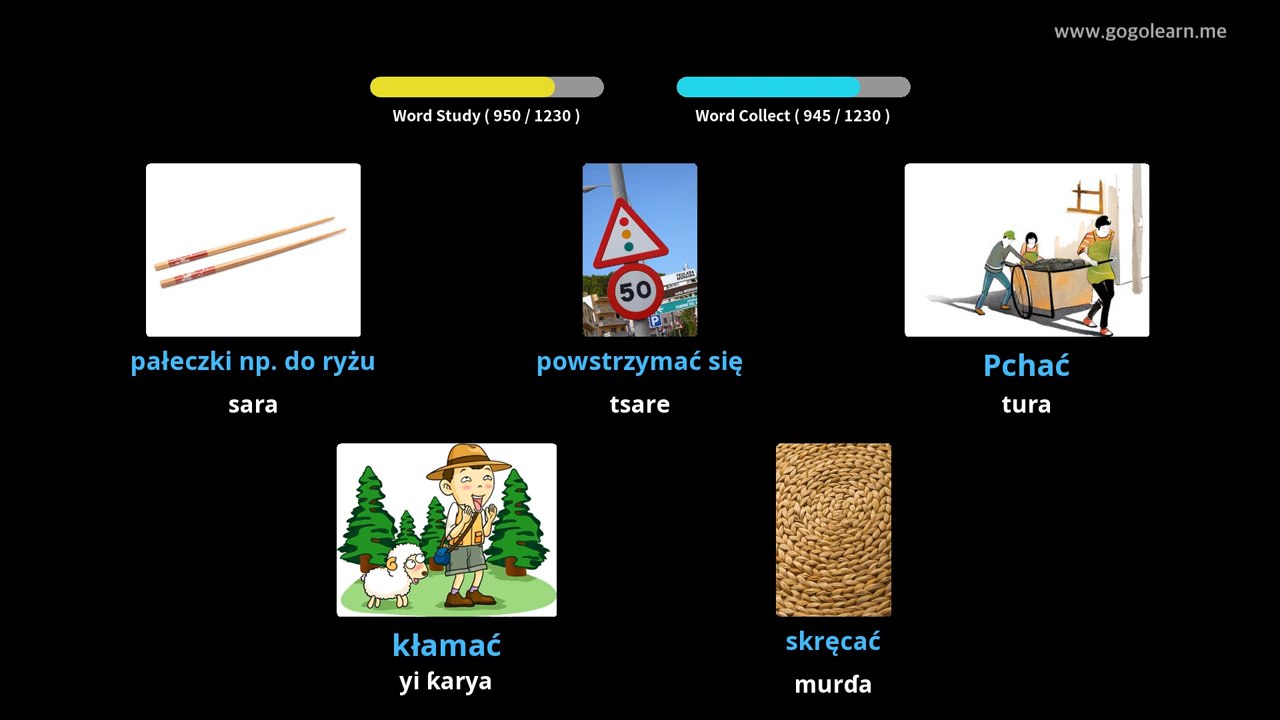 www.gogolearn.me
Word Study ( 950 / 1230 )
Word Collect ( 945 / 1230 )
50
P
pałeczki np. do ryżu
powstrzymać się
Pchać
sara
tsare
tura
kłamać
skręcać
yi ƙarya
murɗa